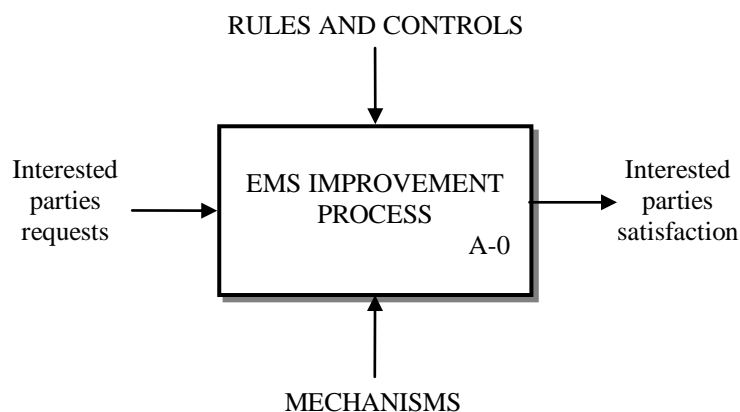 RULES AND CONTROLS
Interested
parties
requests
EMS IMPROVEMENT
PROCESS
A-0
Interested
parties
satisfaction
MECHANISMS